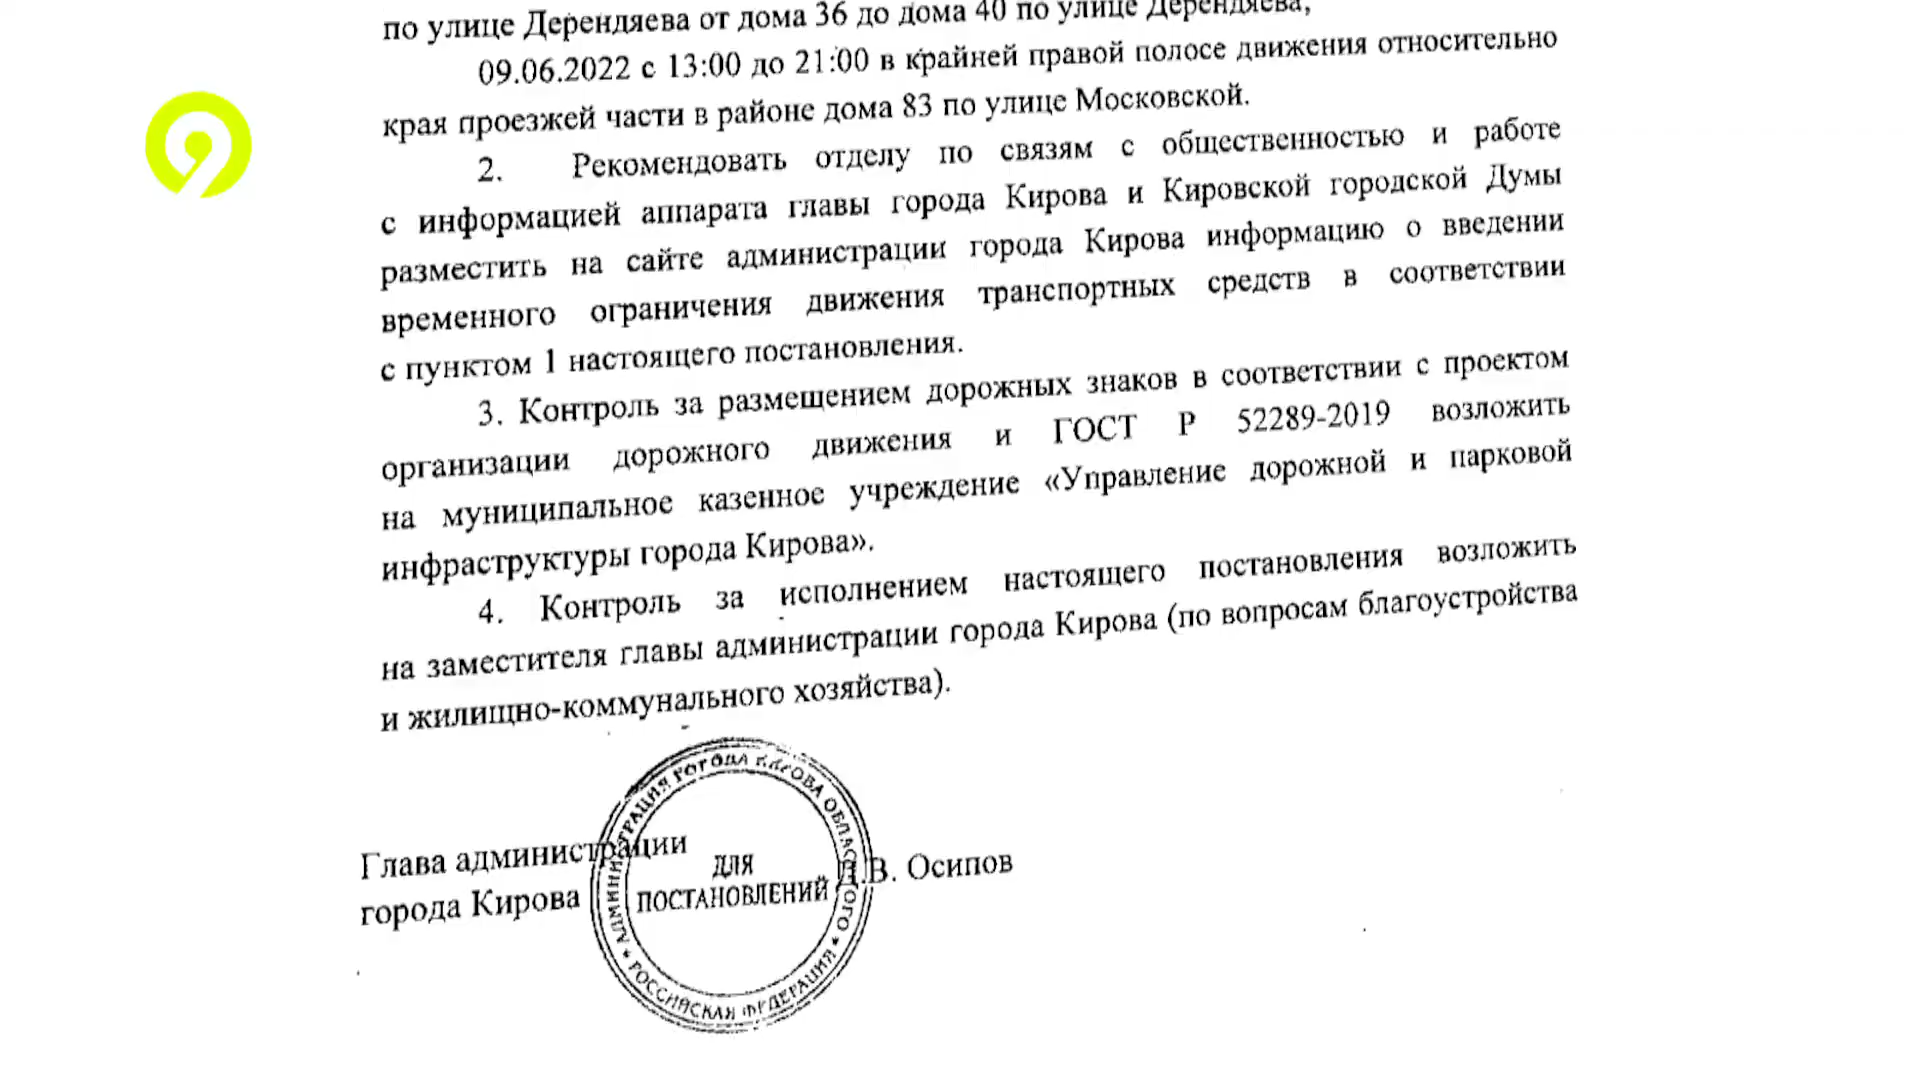 по улице Дерендяева от дома 36 до дома 40 по улице Дерендяева;
09.06.2022 с 13:00 до 21:00 в крайней правой полосе движения относительно
края проезжей части в районе дома 83 по улице Московской.
2. Рекомендовать отделу по связям с общественностью и работе
с информацией аппарата главы города Кирова и Кировской городской Думы
разместить на сайте администрации города Кирова информацию о введении
временного ограничения движения транспортных средств в соответствии
с пунктом 1 настоящего постановления.
3. Контроль за размещением дорожных знаков в соответствии с проектом
организации дорожного движения и ГОСТ Р 52289-2019 возложить
на муниципальное казенное учреждение «Управление дорожной и парковой
инфраструктуры города Кирова».
4. Контроль за исполнением настоящего постановления возложить
на заместителя главы администрации города Кирова (по вопросам благоустройства
и жилищно-коммунального хозяйства).
Глава администрации
города Кирова
Д.В. Осипов
АДМИНИСТРАЦИЯ ГОРОДА КИРОВА ОБЛАСТНОГО
* РОССИЙСКАЯ ФЕДЕРАЦИЯ *
ДЛЯ
ПОСТАНОВЛЕНИЙ